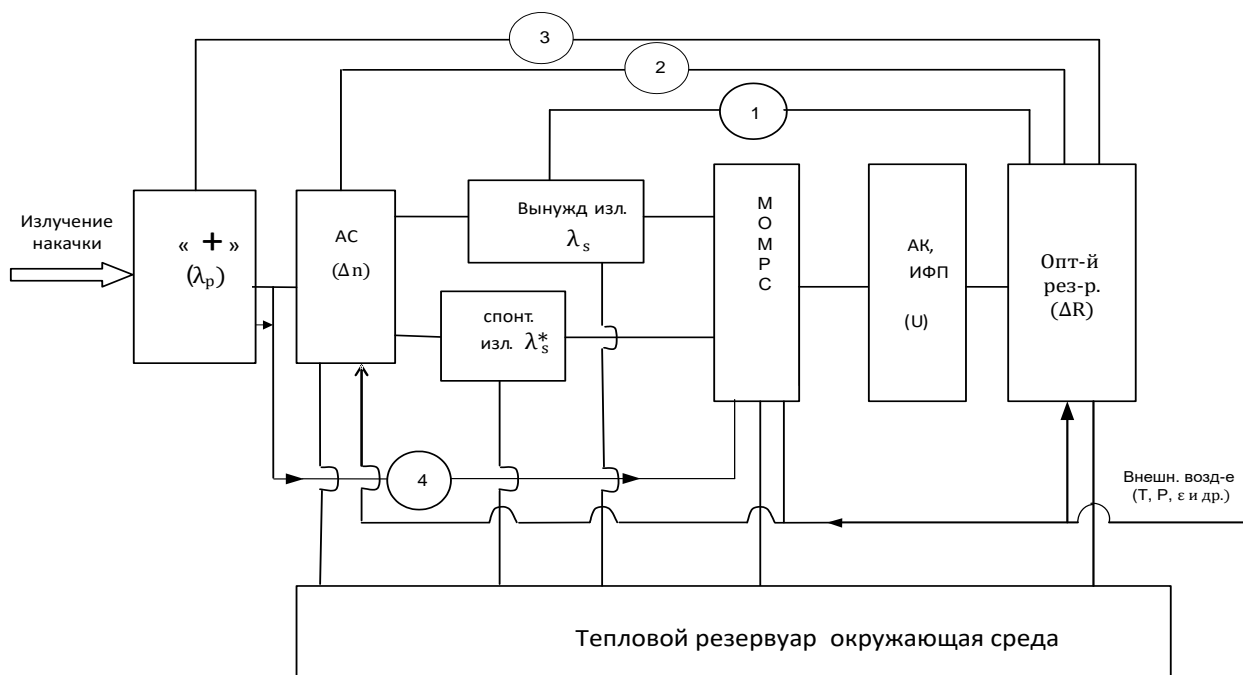 3
2
1
Излучение
накачки
« + »
(λp)
АС
(Δn)
Вынужд изл.
λs
спонт.
изл. λs*
М
О
М
Р
С
АК,
ИФП
(U)
Опт-й
рез-р.
(ΔR)
4
Внешн. возд-е
(Т, Р, ε и др.)
Тепловой резервуар окружающая среда